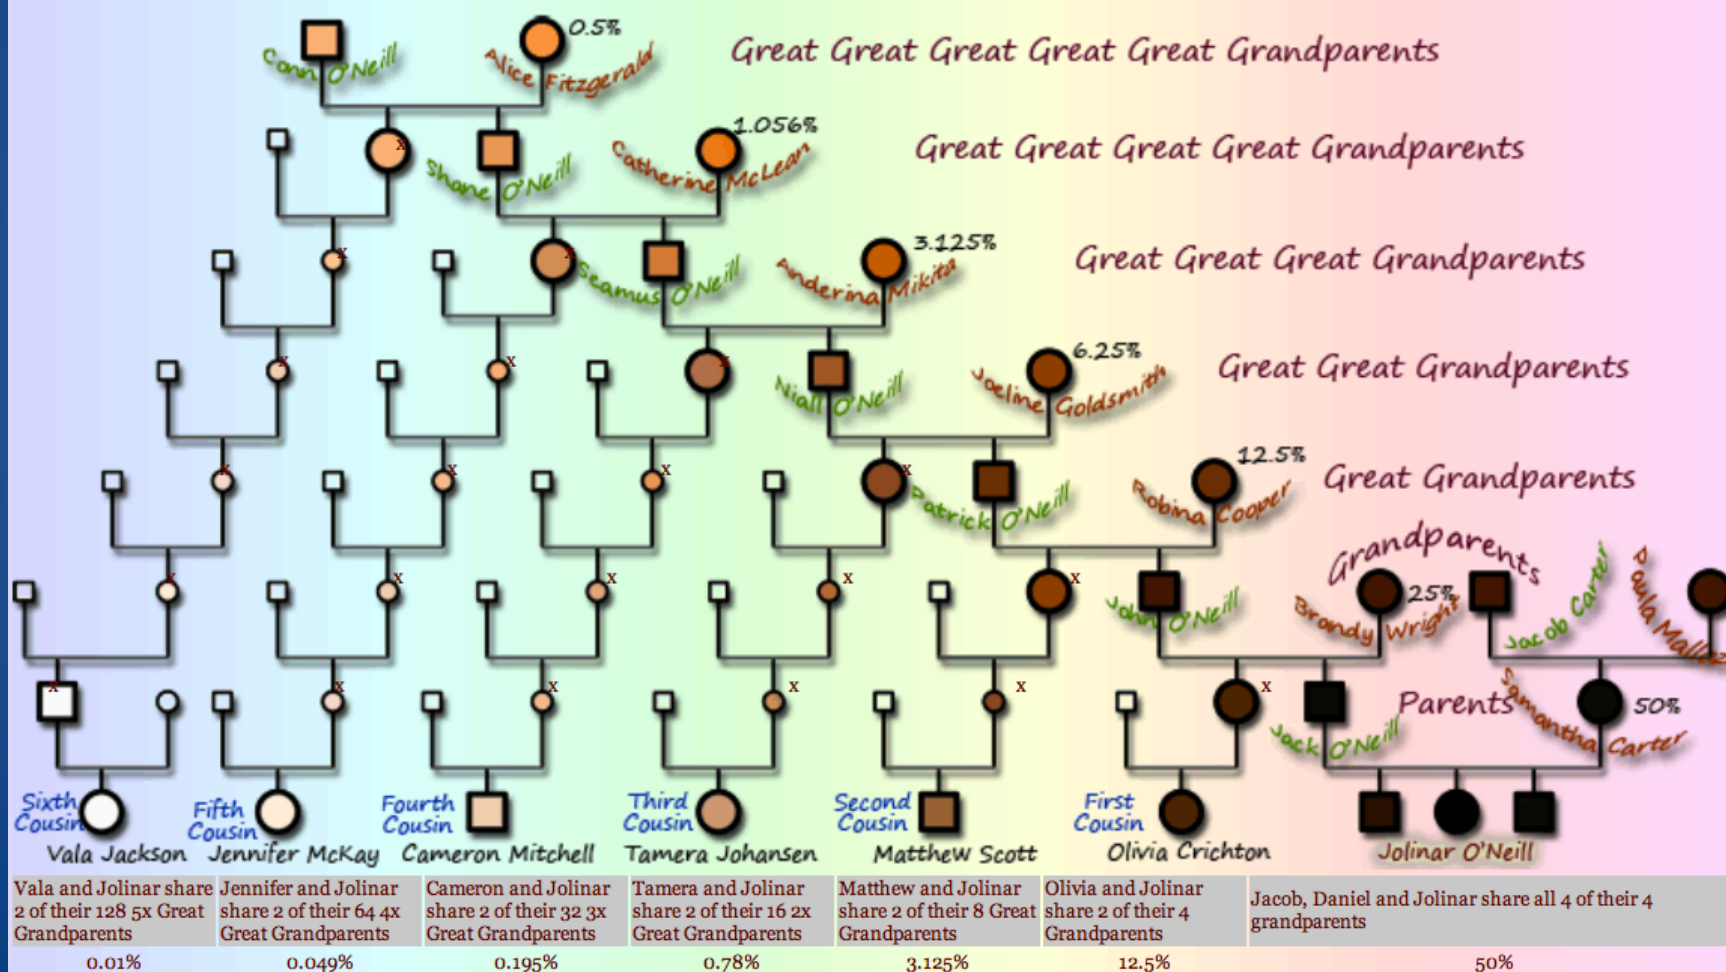 0.5%
Conn O'Neill
Alice Fitzgerald
Great Great Great Great Great Grandparents
1.056%
x
Shane O'Neill
Catherine McLean
Great Great Great Great Grandparents
3.125%
x
x
Seamus O'Neill
Anderina Mikita
Great Great Great Grandparents
6.25%
x
x
x
Niall O'Neill
Joeline Goldsmith
Great Great Grandparents
12.5%
x
x
x
x
Patrick O'Neill
Robina Cooper
Great Grandparents
Grandparents
x
x
x
x
x
John O'Neill
Brandy Wright
25%
Jacob Carter
Paula
x
x
x
x
x
x
Jack O'Neill
Parents
Samantha Carter
50%
Sixth
Cousin
Fifth
Cousin
Fourth
Cousin
Third
Cousin
Second
Cousin
First
Cousin
Vala Jackson
Jennifer McKay
Cameron Mitchell
Tamera Johansen
Matthew Scott
Olivia Crichton
Jolinar O'Neill
Vala and Jolinar share
2 of their 128 5x Great
Grandparents
Jennifer and Jolinar
share 2 of their 64 4x
Great Grandparents
Cameron and Jolinar
share 2 of their 32 3x
Great Grandparents
Tamera and Jolinar
share 2 of their 16 2x
Great Grandparents
Matthew and Jolinar
share 2 of their 8 Great
Grandparents
Olivia and Jolinar
share 2 of their 4
Grandparents
Jacob, Daniel and Jolinar share all 4 of their 4
grandparents
0.01%
0.049%
0.195%
0.78%
3.125%
12.5%
50%